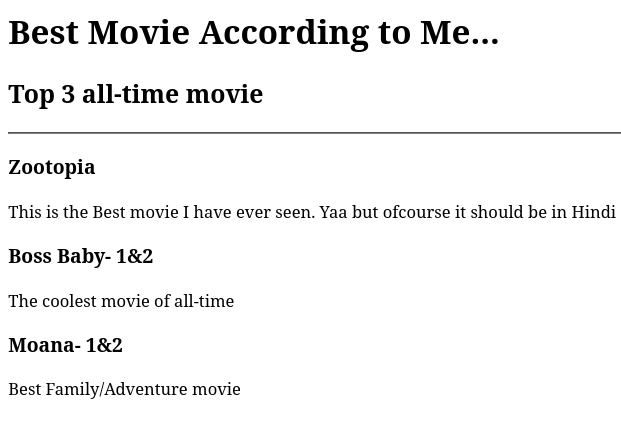 Best Movie According to Me...
Top 3 all-time movie
Zootopia
This is the Best movie I have ever seen. Yaa but ofcourse it should be in Hindi
Boss Baby- 1&2
The coolest movie of all-time
Moana- 1&2
Best Family/Adventure movie